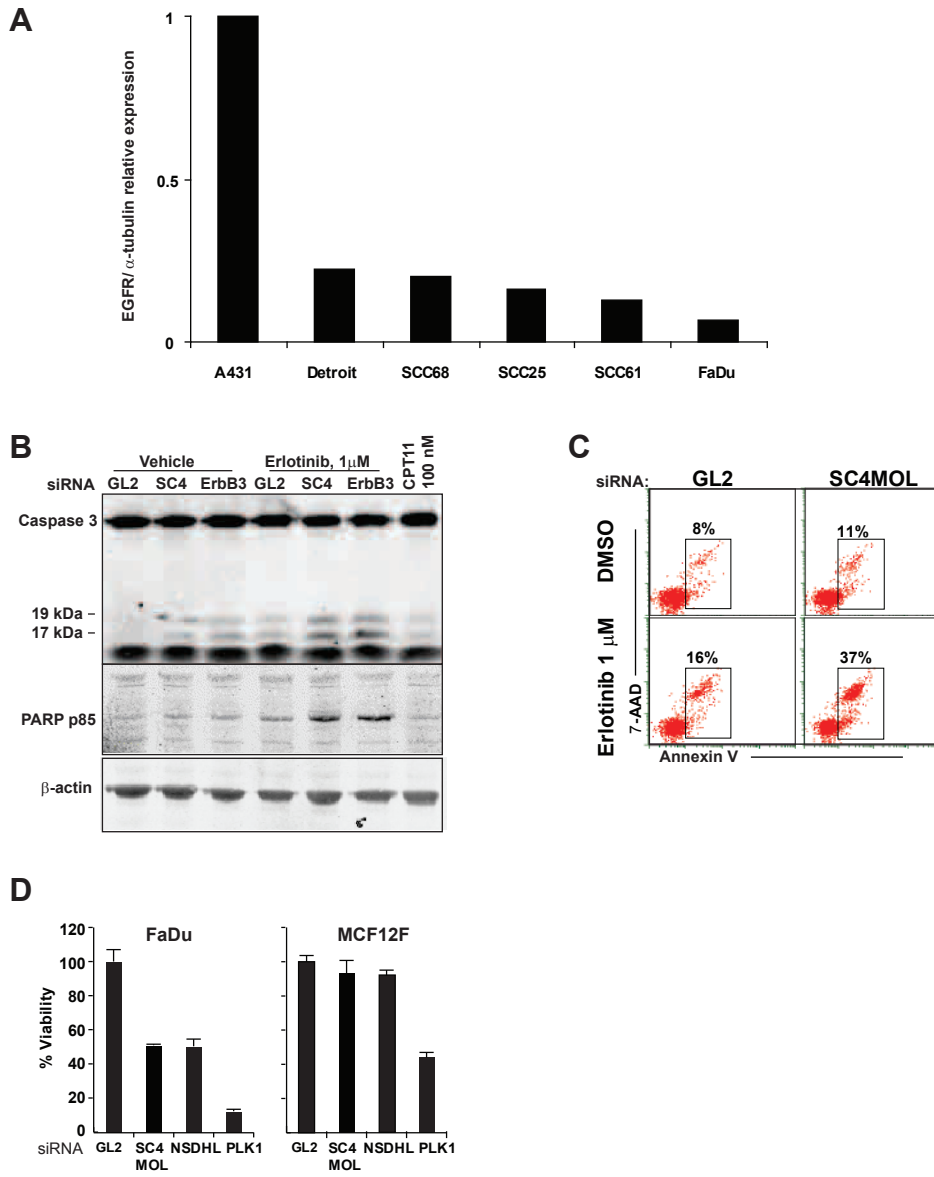 A
EGFR/ α-tubulin relative expression
1
0.5
0
A431 Detroit SCC68 SCC25 SCC61 FaDu
B
Vehicle Erlotinib, 1μM CPT11 100 nM
siRNA GL2 SC4 ErbB3 GL2 SC4 ErbB3
Caspase 3
19 kDa –
17 kDa –
PARP p85
β-actin
C
siRNA: GL2 SC4MOL
DMSO
8% 11%
Erlotinib 1 μM
16% 37%
7-AAD
Annexin V
D
FaDu MCF12F
% Viability
120
100
80
60
40
20
0
siRNA GL2 SC4 MOL NSDHL PLK1 GL2 SC4 MOL NSDHL PLK1